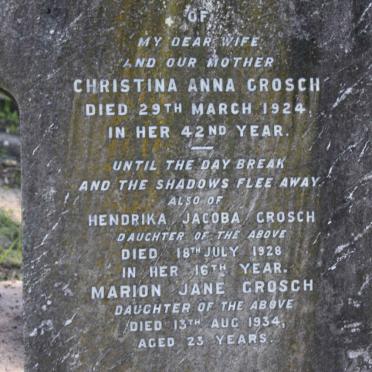 OF
MY DEAR WIFE
AND OUR MOTHER
CHRISTINA ANNA GROSCH
DIED 29TH MARCH 1924,
IN HER 42ND YEAR.
UNTIL THE DAY BREAK
AND THE SHADOWS FLEE AWAY.
ALSO OF
HENDRIKA JACOBA GROSCH
DAUGHTER OF THE ABOVE
DIED 18TH JULY 1928
IN HER 16TH YEAR.
MARION JANE GROSCH
DAUGHTER OF THE ABOVE
DIED 13TH AUG 1934,
AGED 23 YEARS.